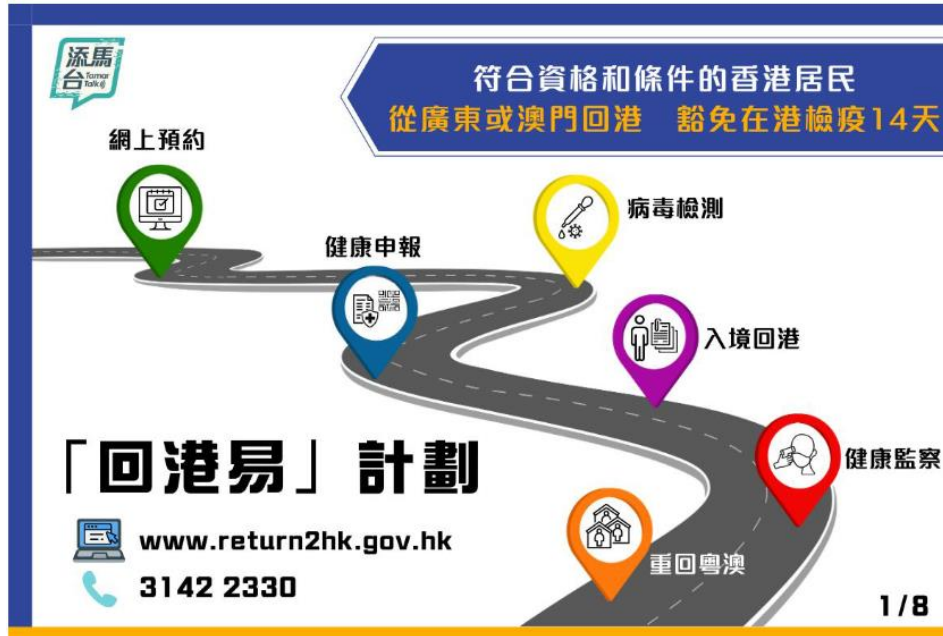 添馬
台 Tamar
Talk
符合資格和條件的香港居民
從廣東或澳門回港 豁免在港檢疫14天
網上預約
病毒檢測
健康申報
入境回港
健康監察
「回港易」計劃
www.return2hk.gov.hk
3142 2330
重回粵澳
1/8